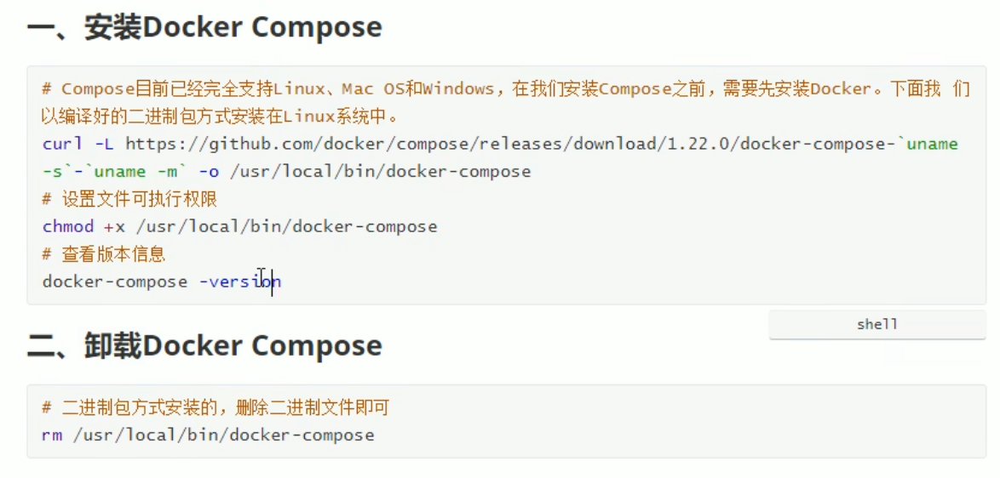 一、安装Docker Compose
# Compose目前已经完全支持Linux、Mac OS和Windows，在我们安装Compose之前，需要先安装Docker。下面我 们
以编译好的二进制包方式安装在Linux系统中。
curl -L https://github.com/docker/compose/releases/download/1.22.0/docker-compose-`uname
-s`-`uname -m` -o /usr/local/bin/docker-compose
# 设置文件可执行权限
chmod +x /usr/local/bin/docker-compose
# 查看版本信息
docker-compose -version
shell
二、卸载Docker Compose
# 二进制包方式安装的，删除二进制文件即可
rm /usr/local/bin/docker-compose